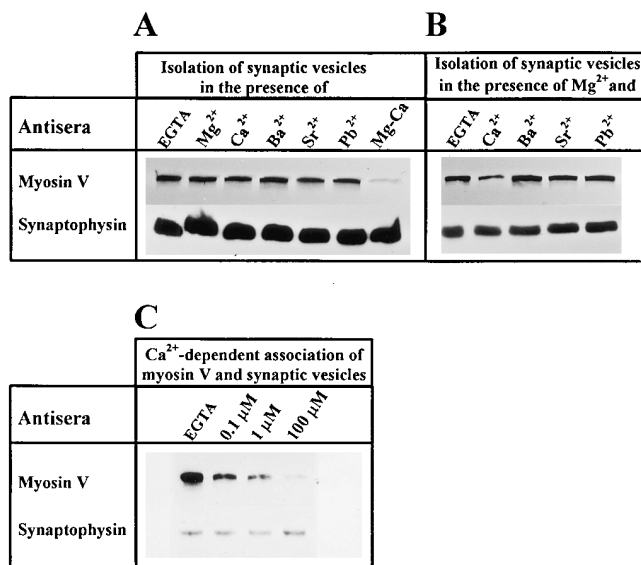 A
B
Isolation of synaptic vesicles
in the presence of
Isolation of synaptic vesicles
in the presence of Mg²⁺and
Antisera
EGTA
Mg²⁺
Ca²⁺
Ba²⁺
Sr²⁺
Pb²⁺
Mg-Ca
EGTA
Ca²⁺
Ba²⁺
Sr²⁺
Pb²⁺
Myosin V
Synaptophysin
C
Ca²⁺-dependent association of
myosin V and synaptic vesicles
Antisera
EGTA
0.1 µM
1 µM
100 µM
Myosin V
Synaptophysin